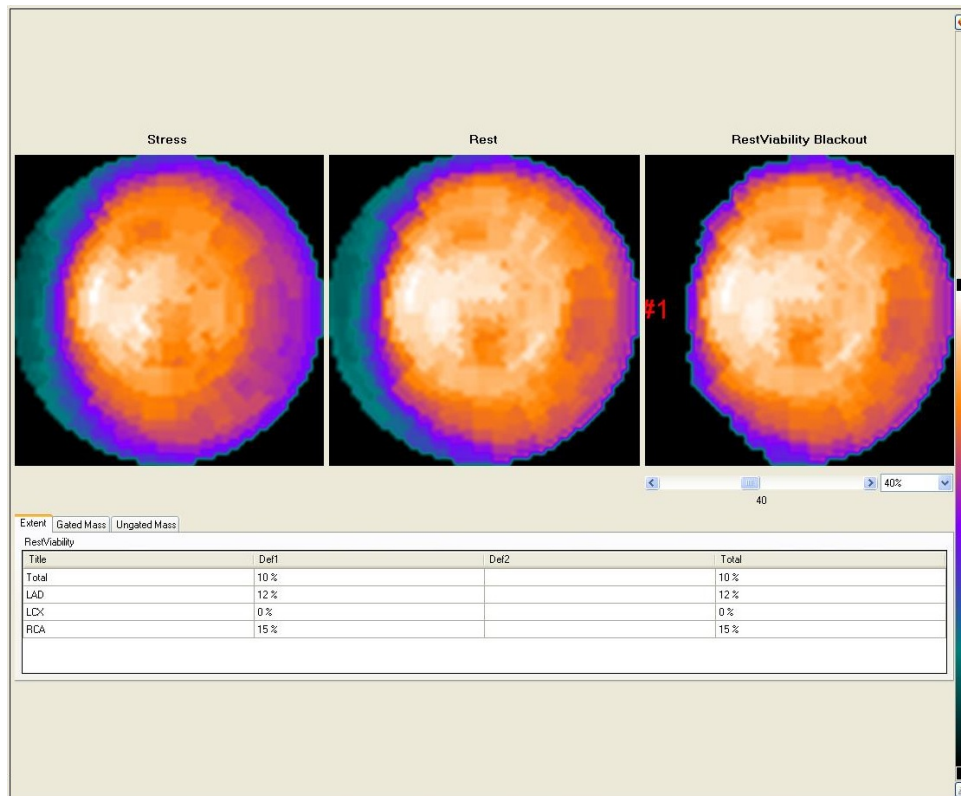 Stress Rest RestViability Blackout
#1
40%
40
Extent Gated Mass Ungated Mass
RestViability
Title Def1 Def2 Total
Total 10 % 10 %
LAD 12 % 12 %
LCX 0 % 0 %
RCA 15 % 15 %